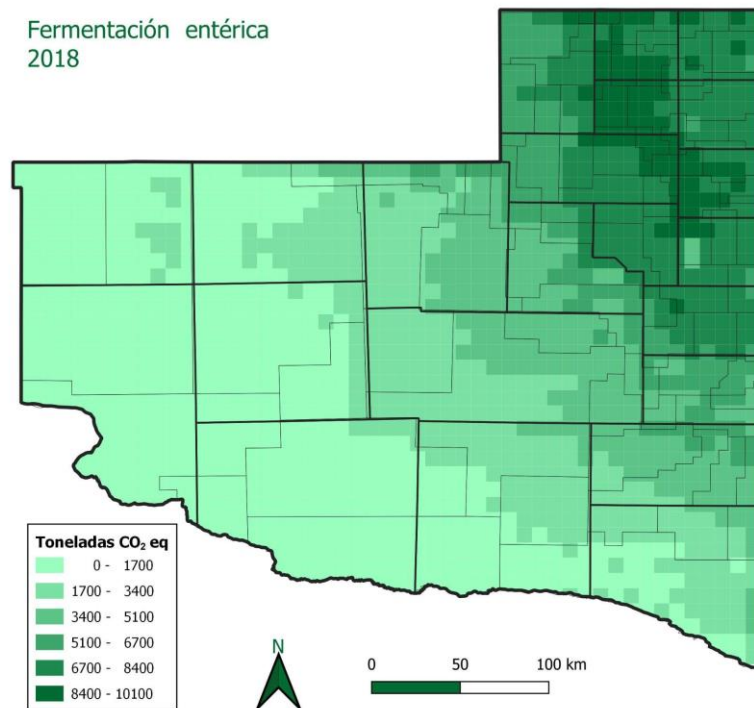 Fermentación entérica
2018
Toneladas CO₂ eq
0 - 1700
1700 - 3400
3400 - 5100
5100 - 6700
6700 - 8400
8400 - 10100
N
0 50 100 km